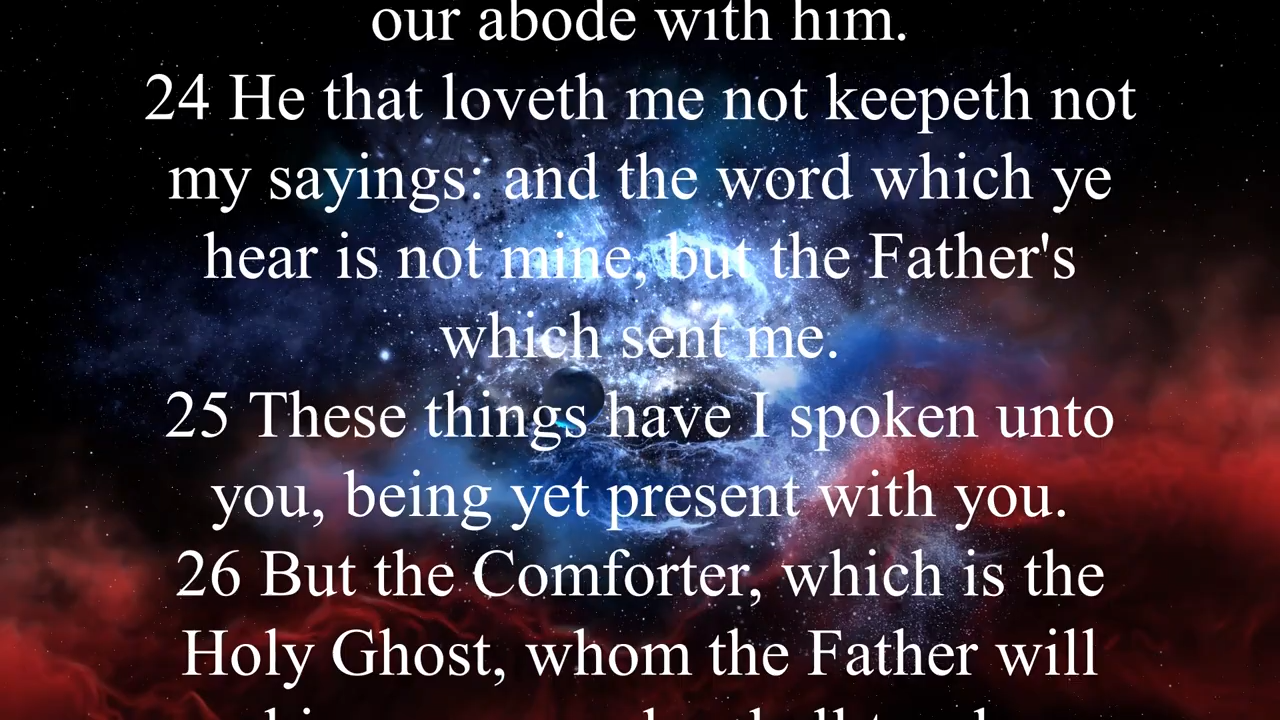 our abode with him.
24 He that loveth me not keepeth not
my sayings: and the word which ye
hear is not mine, but the Father's
which sent me.
25 These things have I spoken unto
you, being yet present with you.
26 But the Comforter, which is the
Holy Ghost, whom the Father will